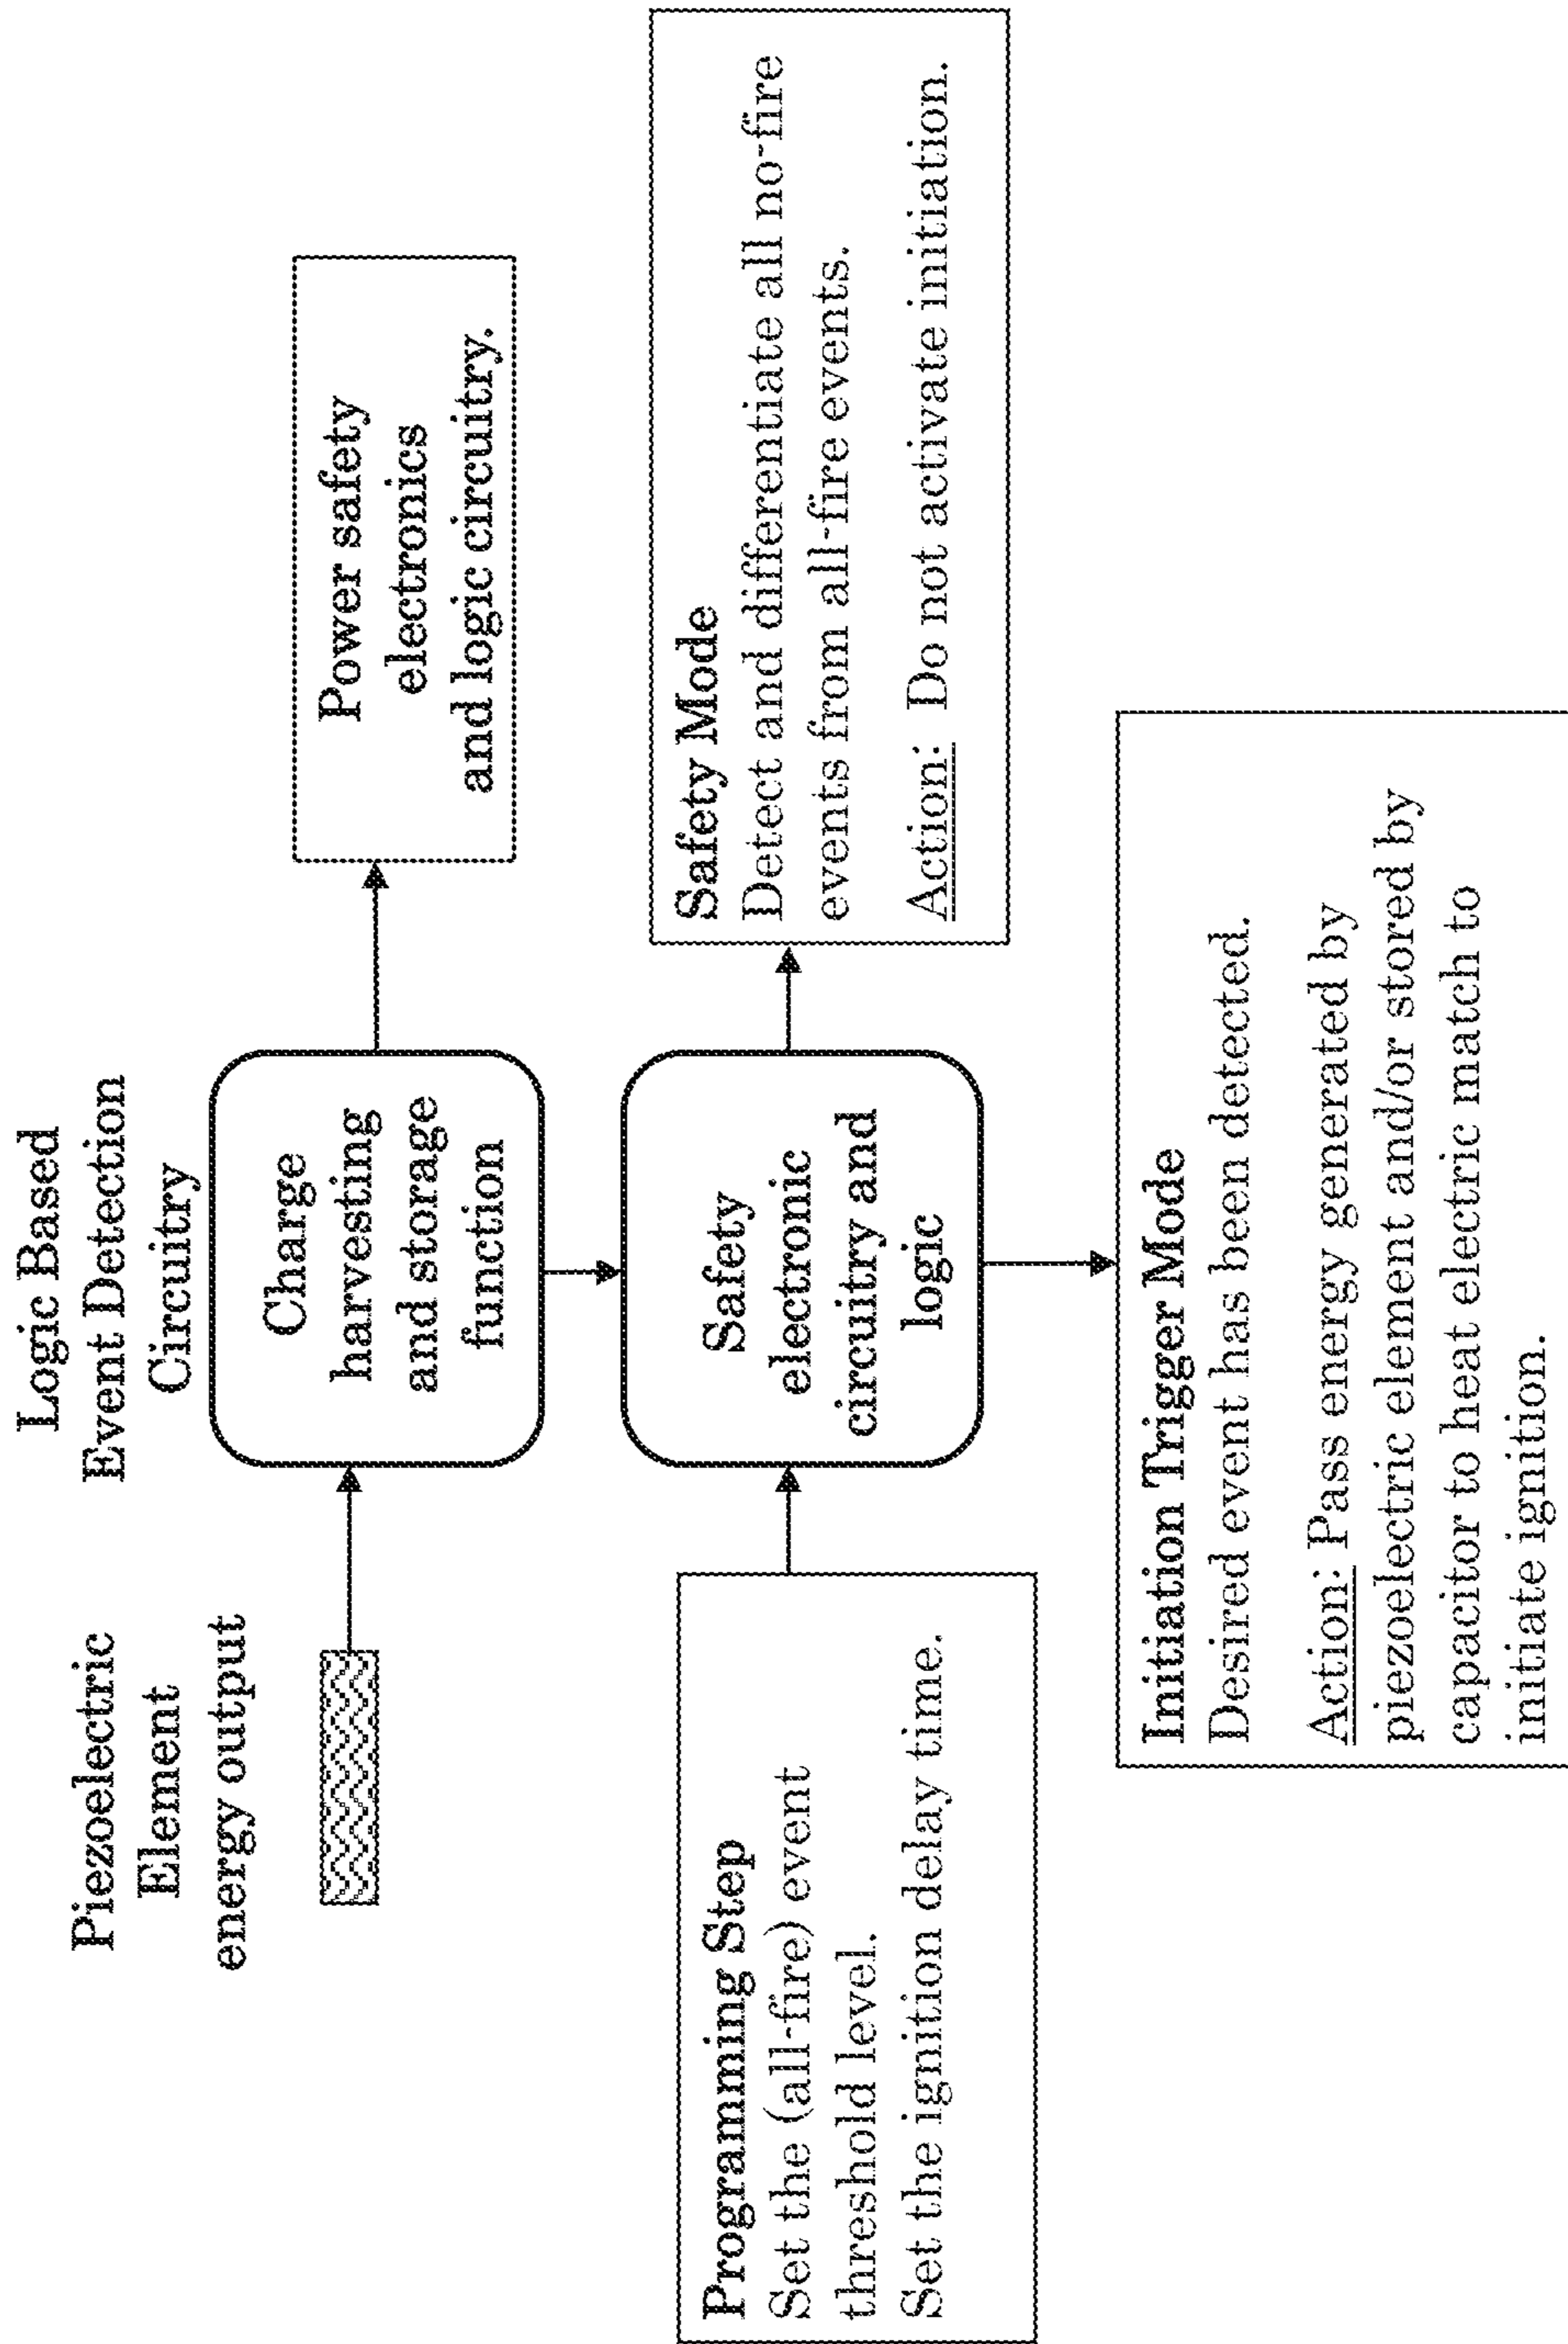 Piezoelectric
Element
energy output
Logic Based
Event Detection
Circuitry
Charge
harvesting
and storage
function
Power safety
electronics
and logic circuitry.
Programming Step
Set the (all-fire) event
threshold level.
Set the ignition delay time.
Safety
electronic
circuitry and
logic
Safety Mode
Detect and differentiate all no-fire
events from all-fire events.
Action: Do not activate initiation.
Initiation Trigger Mode
Desired event has been detected.
Action: Pass energy generated by
piezoelectric element and/or stored by
capacitor to heat electric match to
initiate ignition.